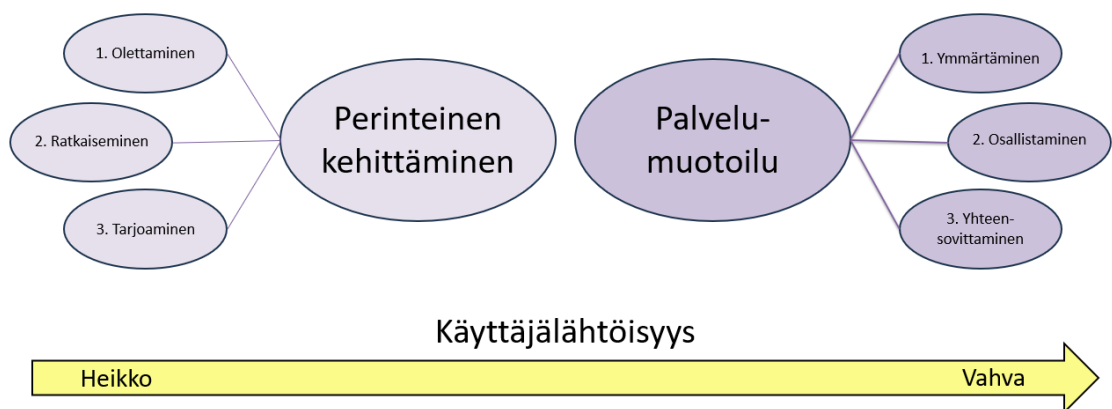 1. Olettaminen
2. Ratkaiseminen
3. Tarjoaminen
Perinteinen
kehittäminen
Palvelu-
muotoilu
1. Ymmärtäminen
2. Osallistaminen
3. Yhteen-
sovittaminen
Käyttäjälähtöisyys
Heikko
Vahva